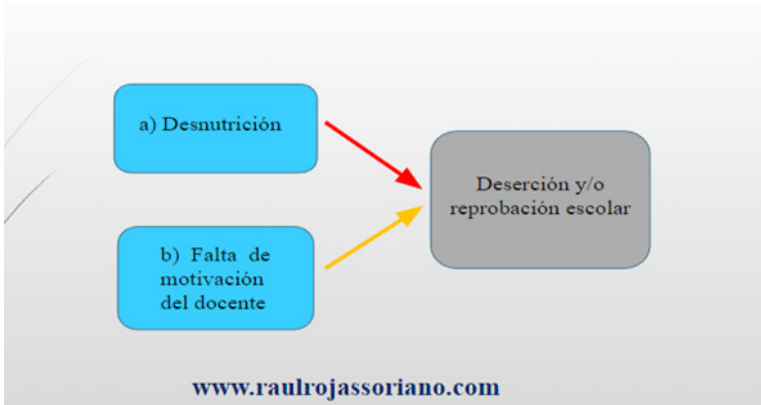 a) Desnutrición
Deserción y/o
reprobación escolar
b) Falta de
motivación
del docente
www.raulrojassoriano.com